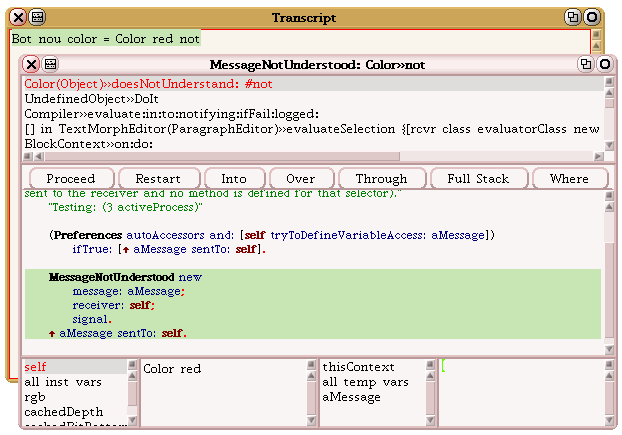 Transcript
Bot nou color = Color red not
MessageNotUnderstood: Color>>not
Color(Object)>>doesNotUnderstand: #not
UndefinedObject>>DoIt
Compiler>>evaluate:in:to:notifying:ifFail:logged:
[] in TextMorphEditor(ParagraphEditor)>>evaluateSelection {[rcvr class evaluatorClass new
BlockContext>>on:do:
Proceed Restart Into Over Through Full Stack Where
sent to the receiver and no method is defined for that selector)."
"Testing: (3 activeProcess)"
(Preferences autoAccessors and: [self tryToDefineVariableAccess: aMessage])
ifTrue: [↑ aMessage sentTo: self].
MessageNotUnderstood new
message: aMessage;
receiver: self;
signal.
↑ aMessage sentTo: self.
self
all inst vars
rgb
cachedDepth
Color red
thisContext
all temp vars
aMessage
[